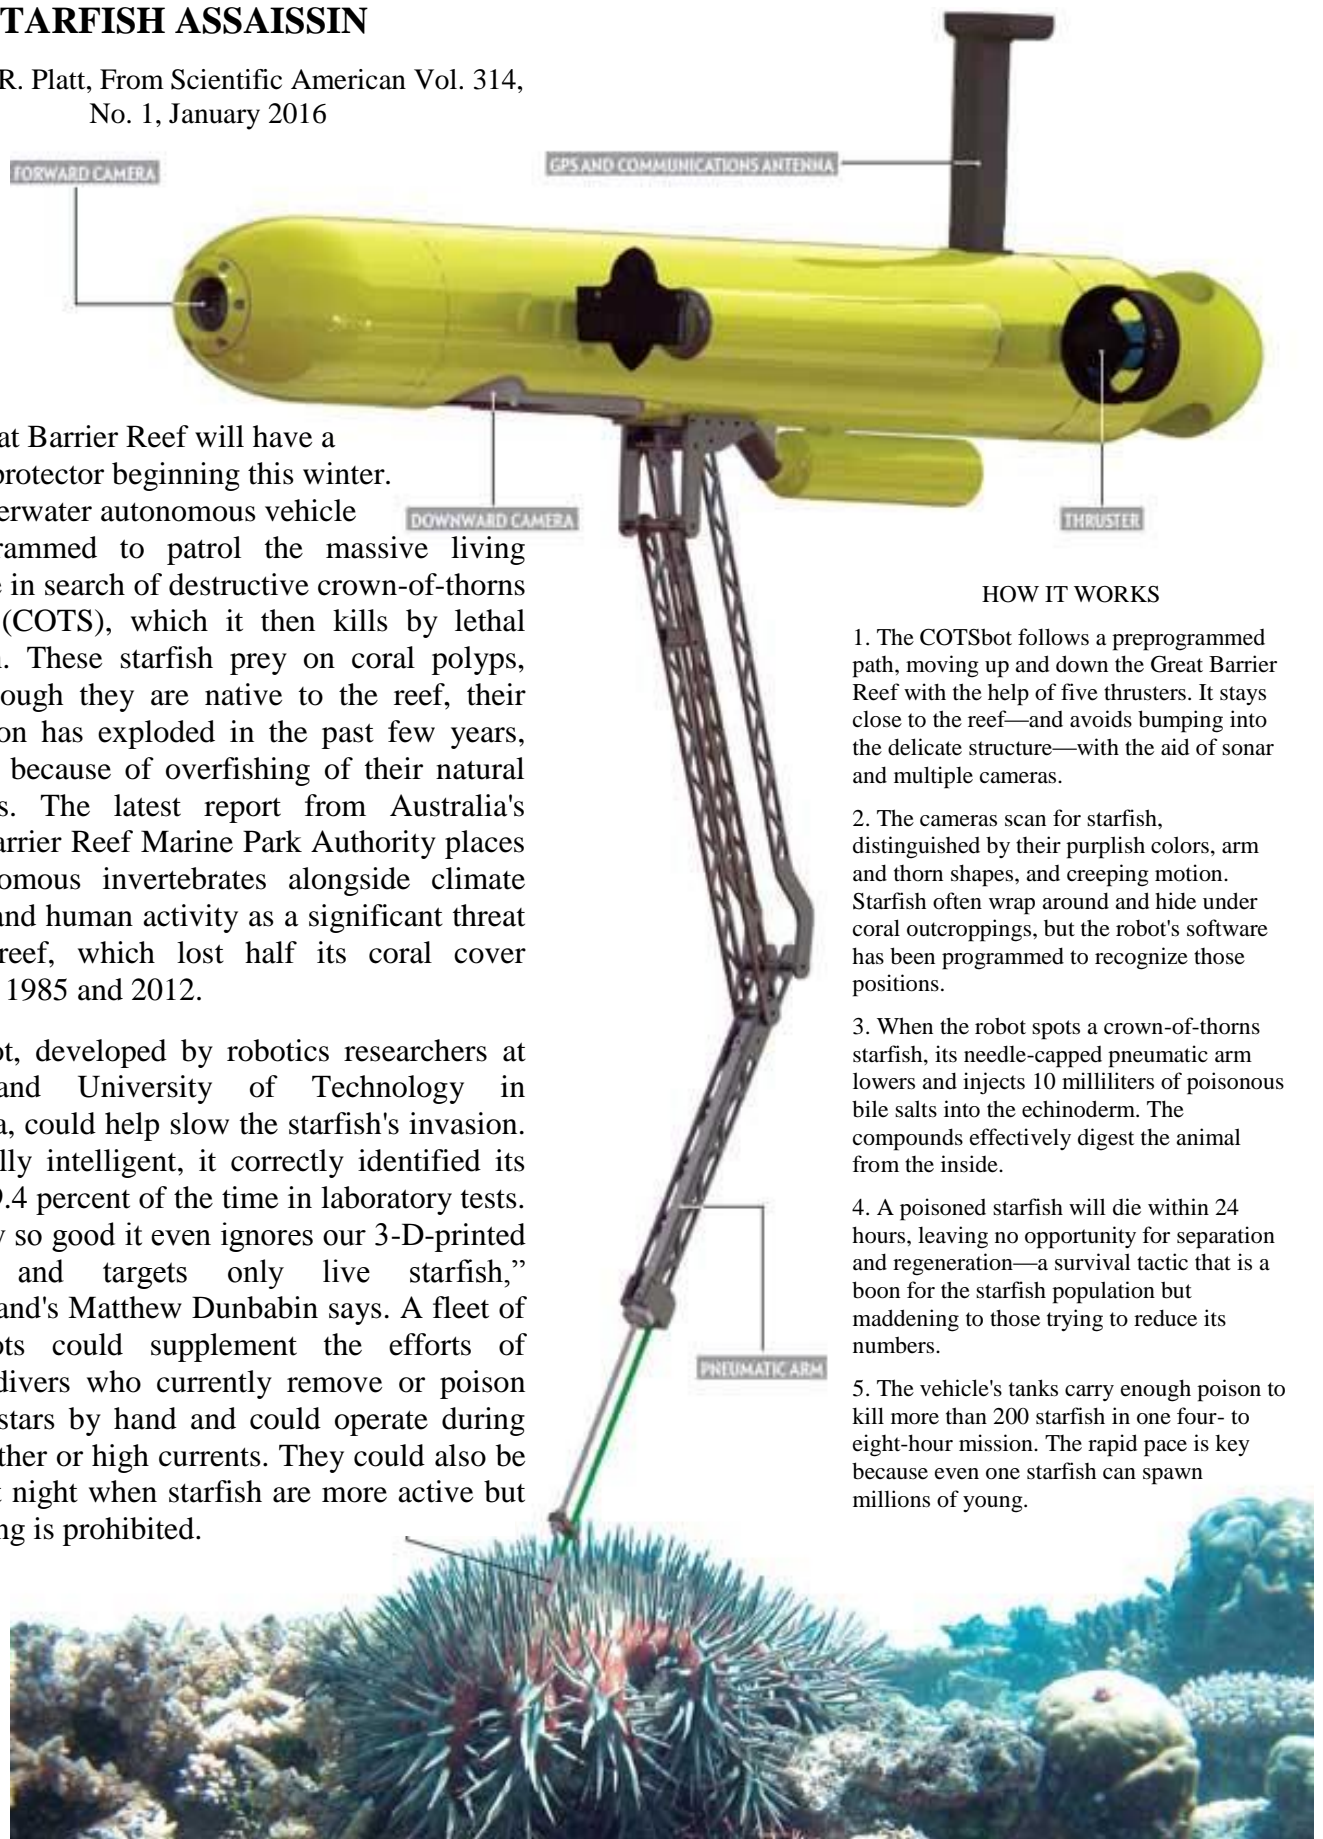 TARFISH ASSAISSIN
R. Platt, From Scientific American Vol. 314,
No. 1, January 2016
FORWARD CAMERA
GPS AND COMMUNICATIONS ANTENNA
at Barrier Reef will have a
protector beginning this winter.
erwater autonomous vehicle
DOWNWARD CAMERA
THRUSTER
rammed to patrol the massive living
e in search of destructive crown-of-thorns
(COTS), which it then kills by lethal
n. These starfish prey on coral polyps,
ough they are native to the reef, their
on has exploded in the past few years,
because of overfishing of their natural
s. The latest report from Australia's
arrier Reef Marine Park Authority places
omous invertebrates alongside climate
and human activity as a significant threat
reef, which lost half its coral cover
1985 and 2012.
ot, developed by robotics researchers at
and University of Technology in
a, could help slow the starfish's invasion.
lly intelligent, it correctly identified its
9.4 percent of the time in laboratory tests.
y so good it even ignores our 3-D-printed
and targets only live starfish,”
and's Matthew Dunbabin says. A fleet of
ots could supplement the efforts of
divers who currently remove or poison
stars by hand and could operate during
ther or high currents. They could also be
t night when starfish are more active but
ng is prohibited.
HOW IT WORKS
1. The COTSbot follows a preprogrammed
path, moving up and down the Great Barrier
Reef with the help of five thrusters. It stays
close to the reef—and avoids bumping into
the delicate structure—with the aid of sonar
and multiple cameras.
2. The cameras scan for starfish,
distinguished by their purplish colors, arm
and thorn shapes, and creeping motion.
Starfish often wrap around and hide under
coral outcroppings, but the robot's software
has been programmed to recognize those
positions.
3. When the robot spots a crown-of-thorns
starfish, its needle-capped pneumatic arm
lowers and injects 10 milliliters of poisonous
bile salts into the echinoderm. The
compounds effectively digest the animal
from the inside.
4. A poisoned starfish will die within 24
hours, leaving no opportunity for separation
and regeneration—a survival tactic that is a
boon for the starfish population but
maddening to those trying to reduce its
numbers.
PNEUMATIC ARM
5. The vehicle's tanks carry enough poison to
kill more than 200 starfish in one four- to
eight-hour mission. The rapid pace is key
because even one starfish can spawn
millions of young.